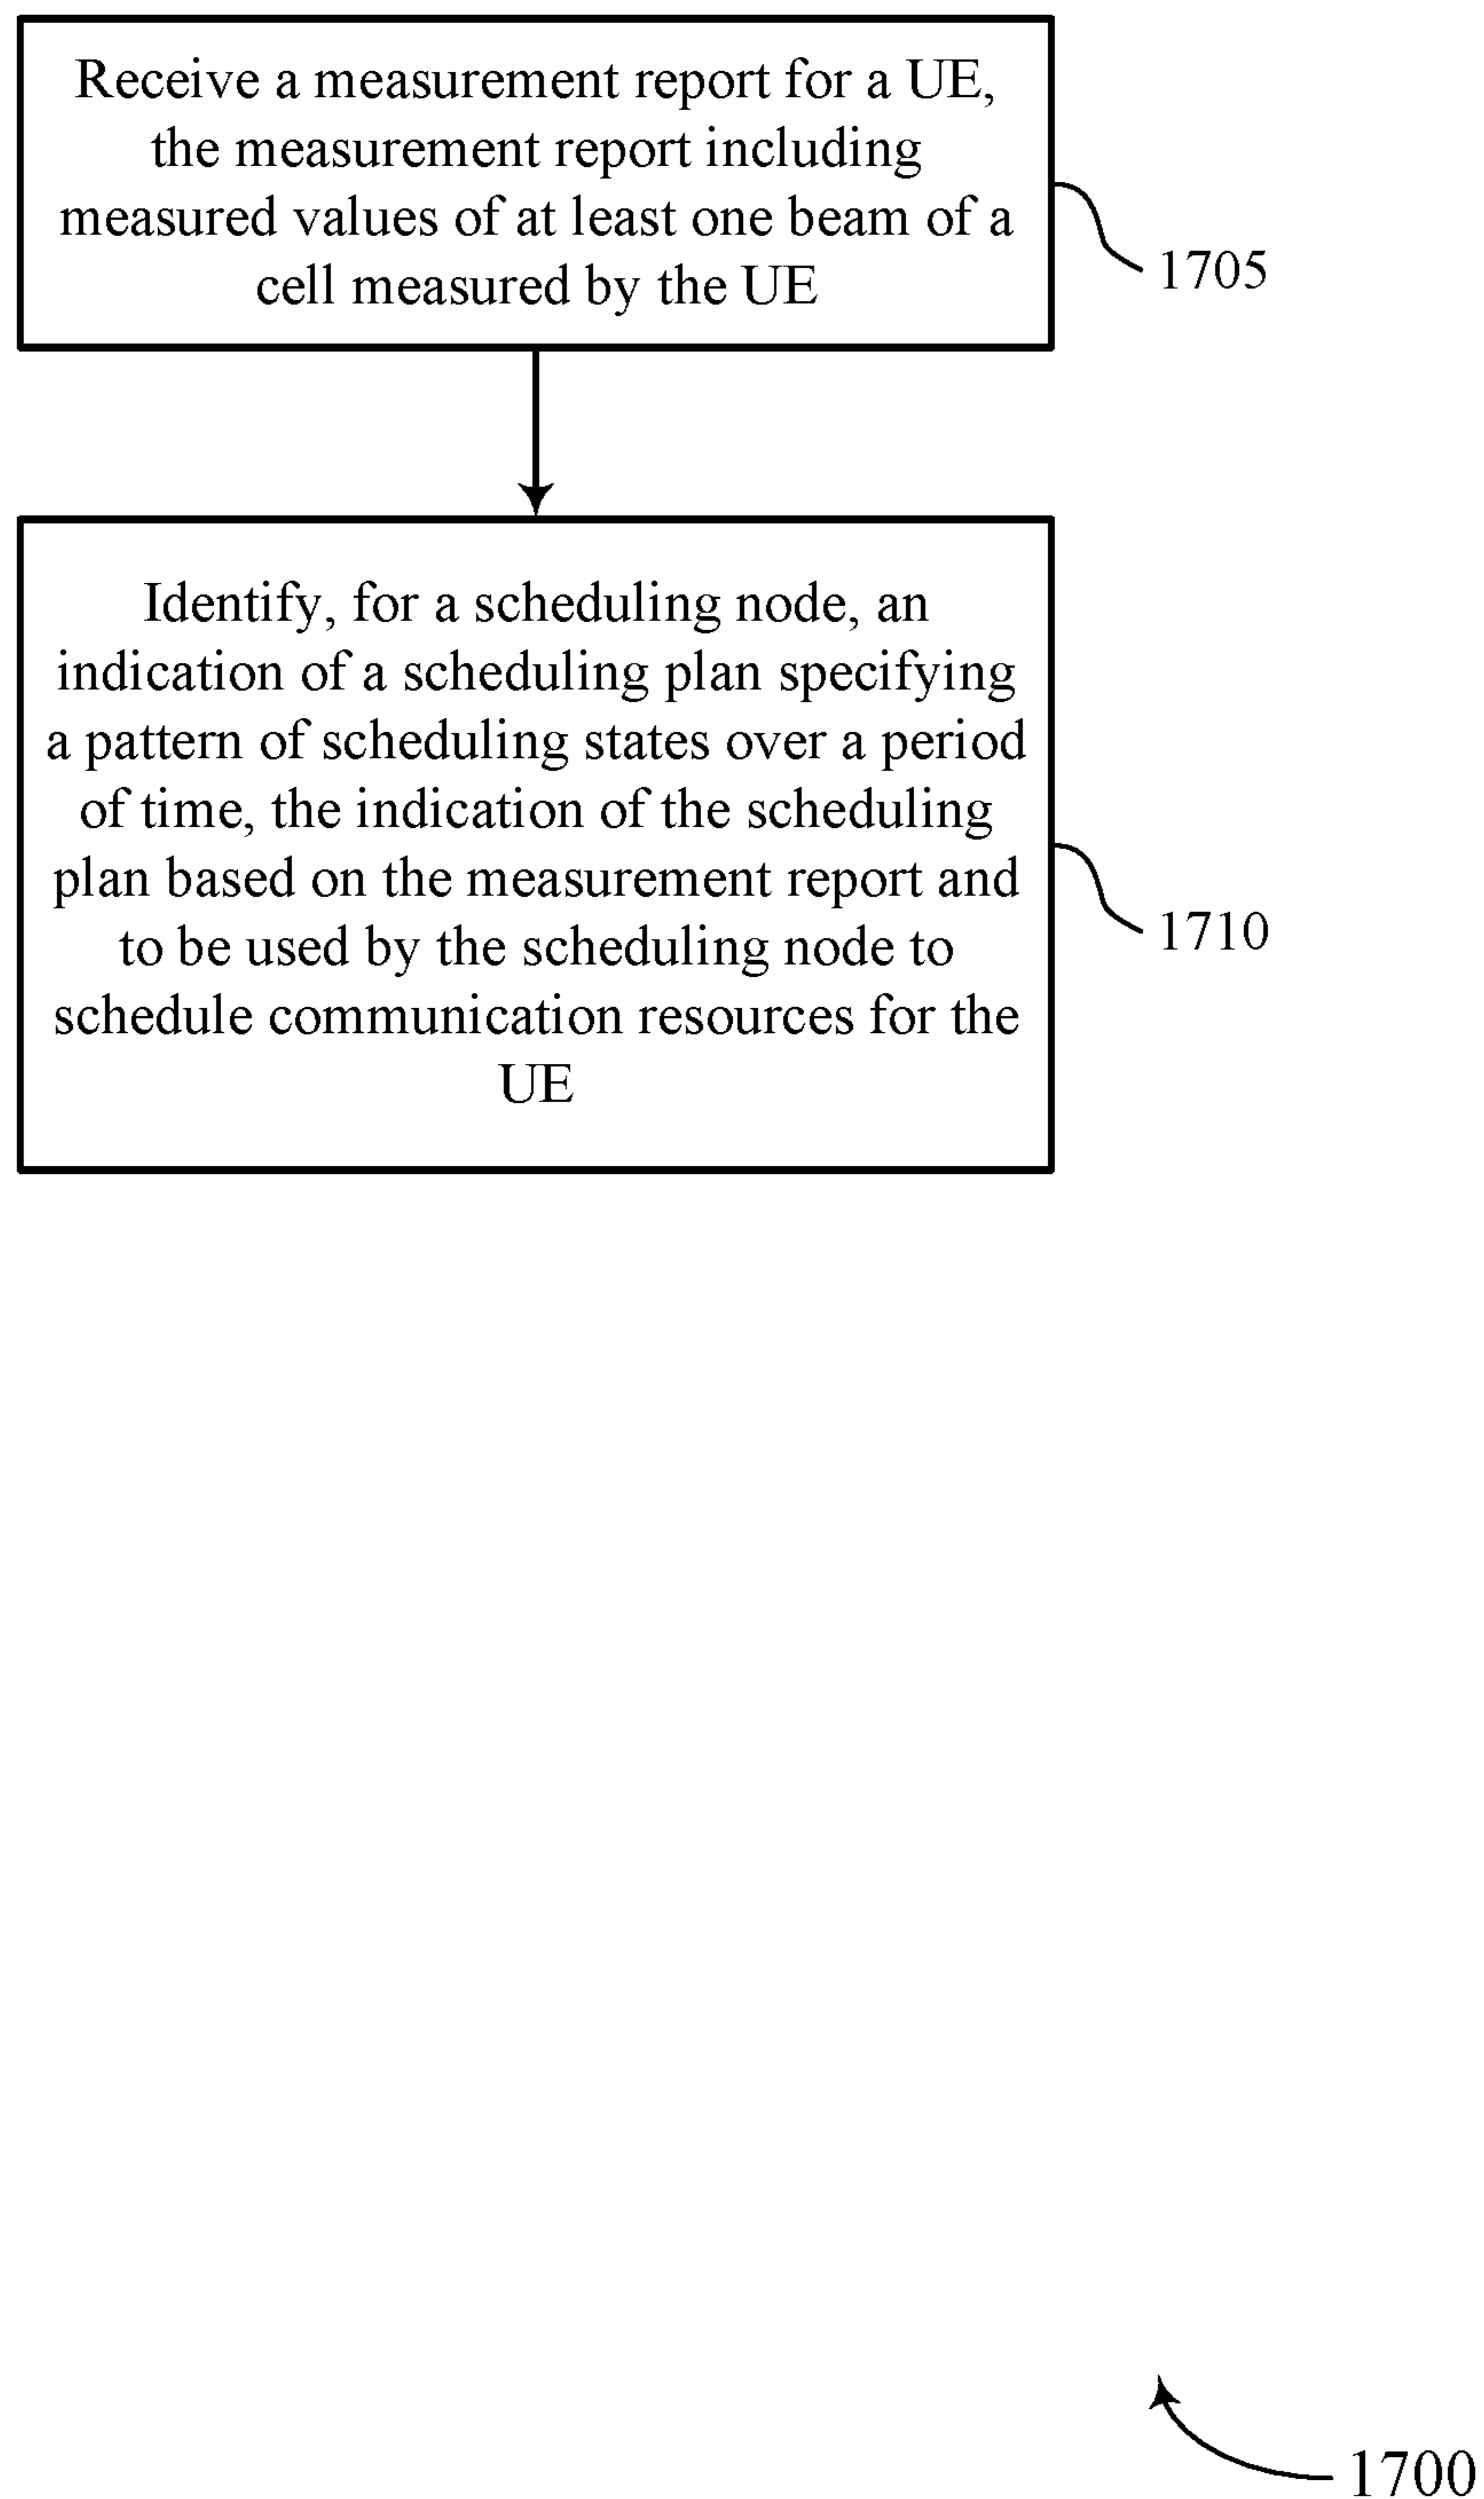 Receive a measurement report for a UE,
the measurement report including
measured values of at least one beam of a
cell measured by the UE
1705
Identify, for a scheduling node, an
indication of a scheduling plan specifying
a pattern of scheduling states over a period
of time, the indication of the scheduling
plan based on the measurement report and
to be used by the scheduling node to
schedule communication resources for the
UE
1710
1700